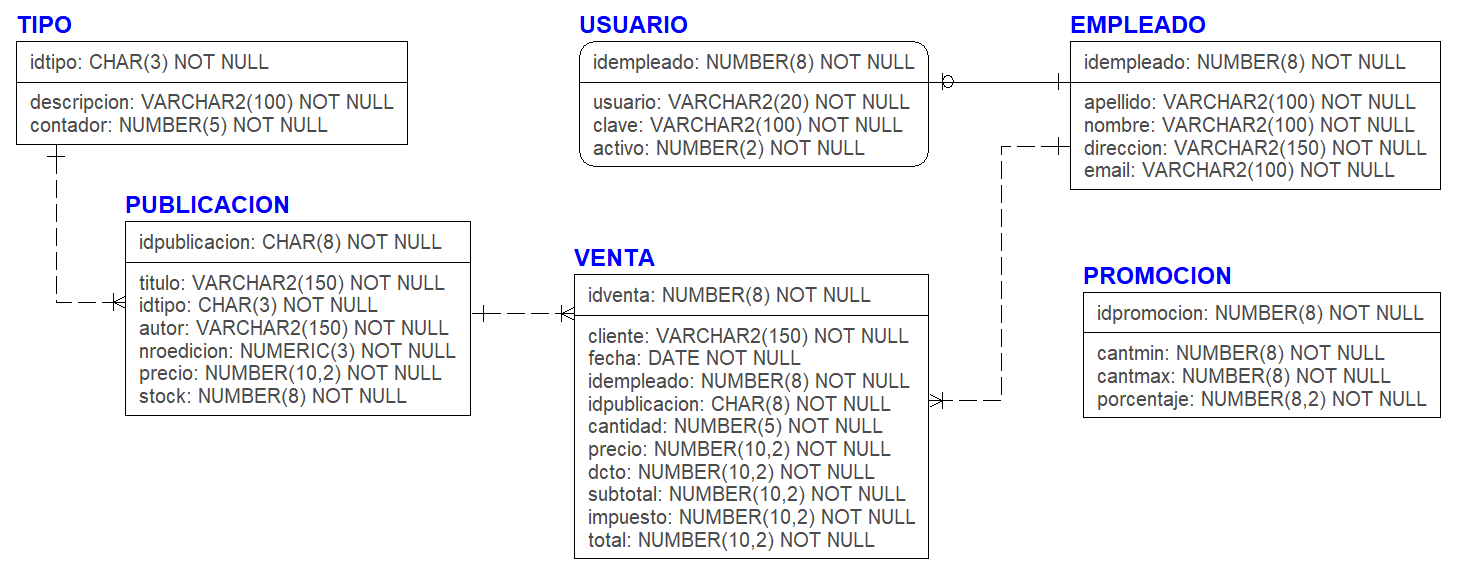 TIPO
idtipo: CHAR(3) NOT NULL
descripcion: VARCHAR2(100) NOT NULL
contador: NUMBER(5) NOT NULL
USUARIO
idempleado: NUMBER(8) NOT NULL
usuario: VARCHAR2(20) NOT NULL
clave: VARCHAR2(100) NOT NULL
activo: NUMBER(2) NOT NULL
EMPLEADO
idempleado: NUMBER(8) NOT NULL
apellido: VARCHAR2(100) NOT NULL
nombre: VARCHAR2(100) NOT NULL
direccion: VARCHAR2(150) NOT NULL
email: VARCHAR2(100) NOT NULL
PUBLICACION
idpublicacion: CHAR(8) NOT NULL
titulo: VARCHAR2(150) NOT NULL
idtipo: CHAR(3) NOT NULL
autor: VARCHAR2(150) NOT NULL
nroedicion: NUMERIC(3) NOT NULL
precio: NUMBER(10,2) NOT NULL
stock: NUMBER(8) NOT NULL
VENTA
idventa: NUMBER(8) NOT NULL
cliente: VARCHAR2(150) NOT NULL
fecha: DATE NOT NULL
idempleado: NUMBER(8) NOT NULL
idpublicacion: CHAR(8) NOT NULL
cantidad: NUMBER(5) NOT NULL
precio: NUMBER(10,2) NOT NULL
dcto: NUMBER(10,2) NOT NULL
subtotal: NUMBER(10,2) NOT NULL
impuesto: NUMBER(10,2) NOT NULL
total: NUMBER(10,2) NOT NULL
PROMOCION
idpromocion: NUMBER(8) NOT NULL
cantmin: NUMBER(8) NOT NULL
cantmax: NUMBER(8) NOT NULL
porcentaje: NUMBER(8,2) NOT NULL